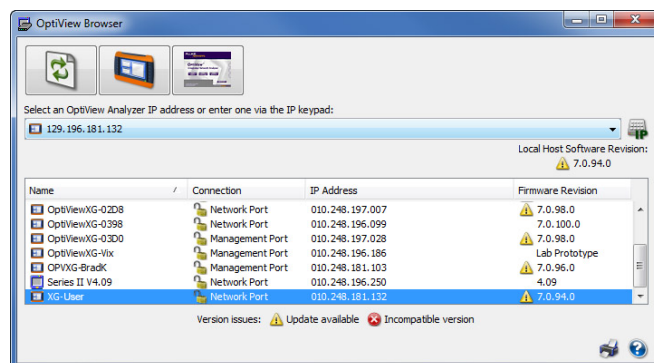 OptiView Browser
Select an OptiView Analyzer IP address or enter one via the IP keypad:
129.196.181.132
IP
Local Host Software Revision:
7.0.94.0
Name / Connection IP Address Firmware Revision
OptiViewXG-02D8 Network Port 010.248.197.007 7.0.98.0
OptiViewXG-0398 Network Port 010.248.196.099 7.0.100.0
OptiViewXG-03D0 Management Port 010.248.197.028 7.0.98.0
OptiViewXG-Vix Management Port 010.248.196.186 Lab Prototype
OPVXG-BradK Management Port 010.248.181.103 7.0.96.0
Series II V4.09 Network Port 010.248.196.250 4.09
XG-User Network Port 010.248.181.132 7.0.94.0
Version issues: Update available Incompatible version